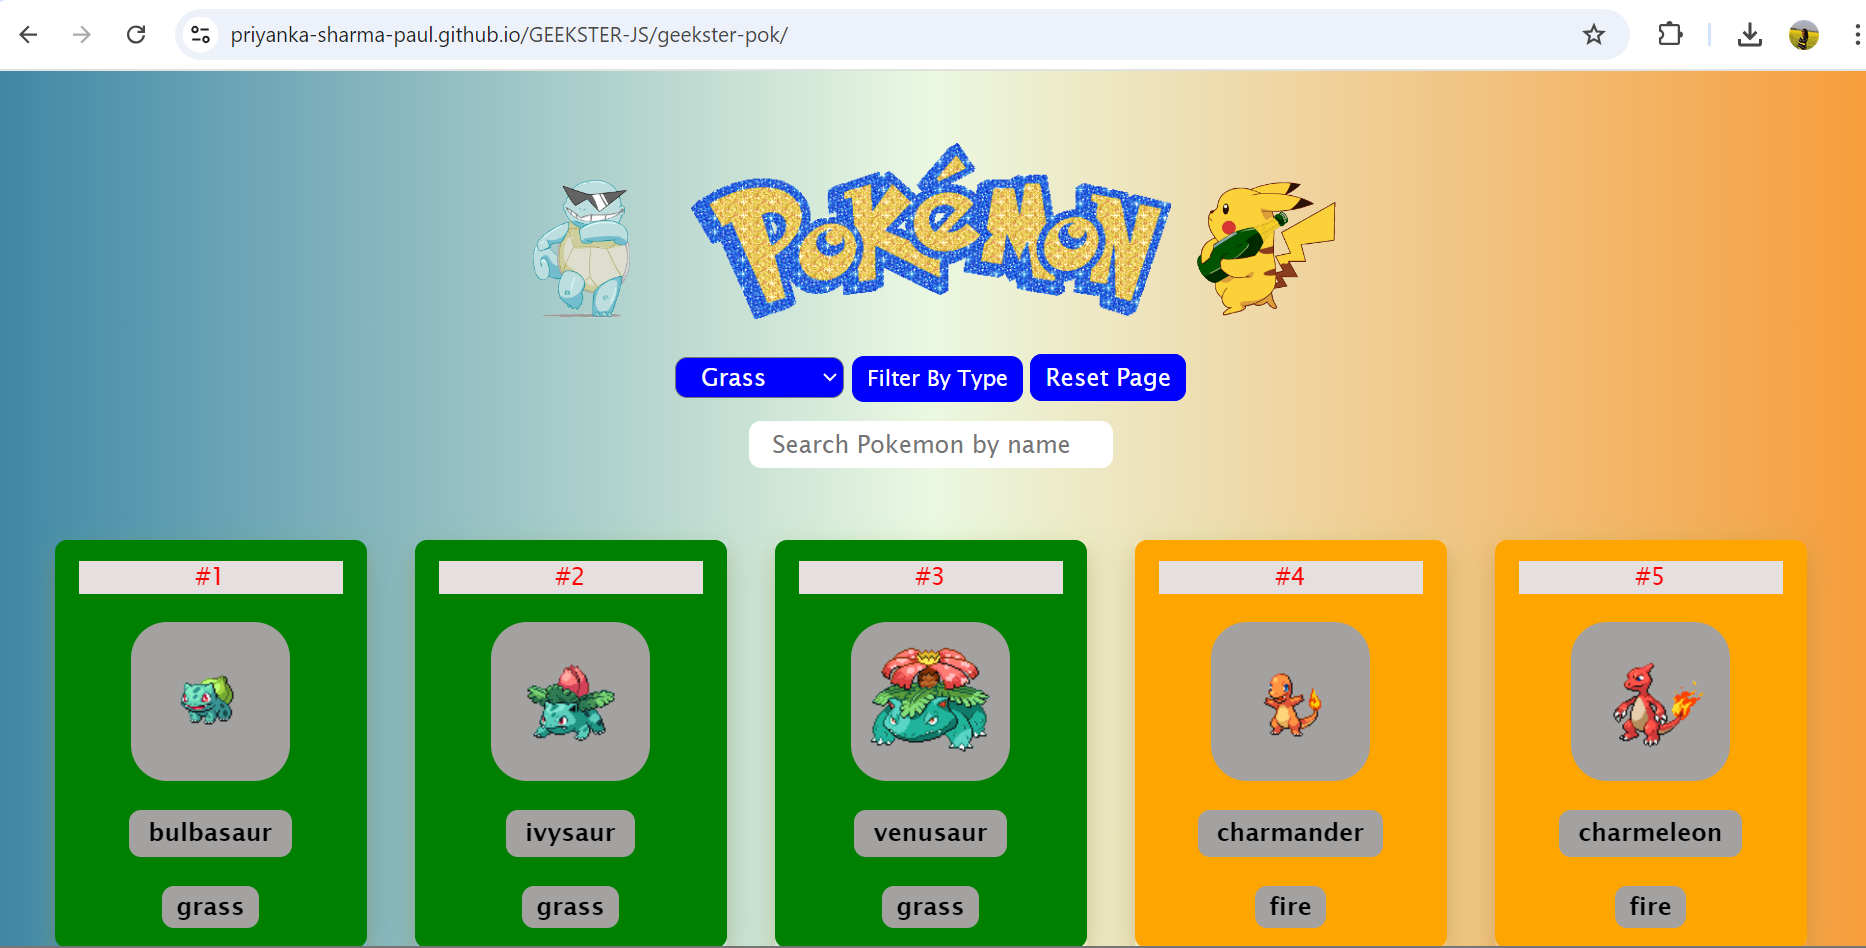 priyanka-sharma-paul.github.io/GEEKSTER-JS/geekster-pok/
POKéMON
Grass Filter By Type Reset Page
Search Pokemon by name
#1 #2 #3 #4 #5
bulbasaur ivysaur venusaur charmander charmeleon
grass grass grass fire fire